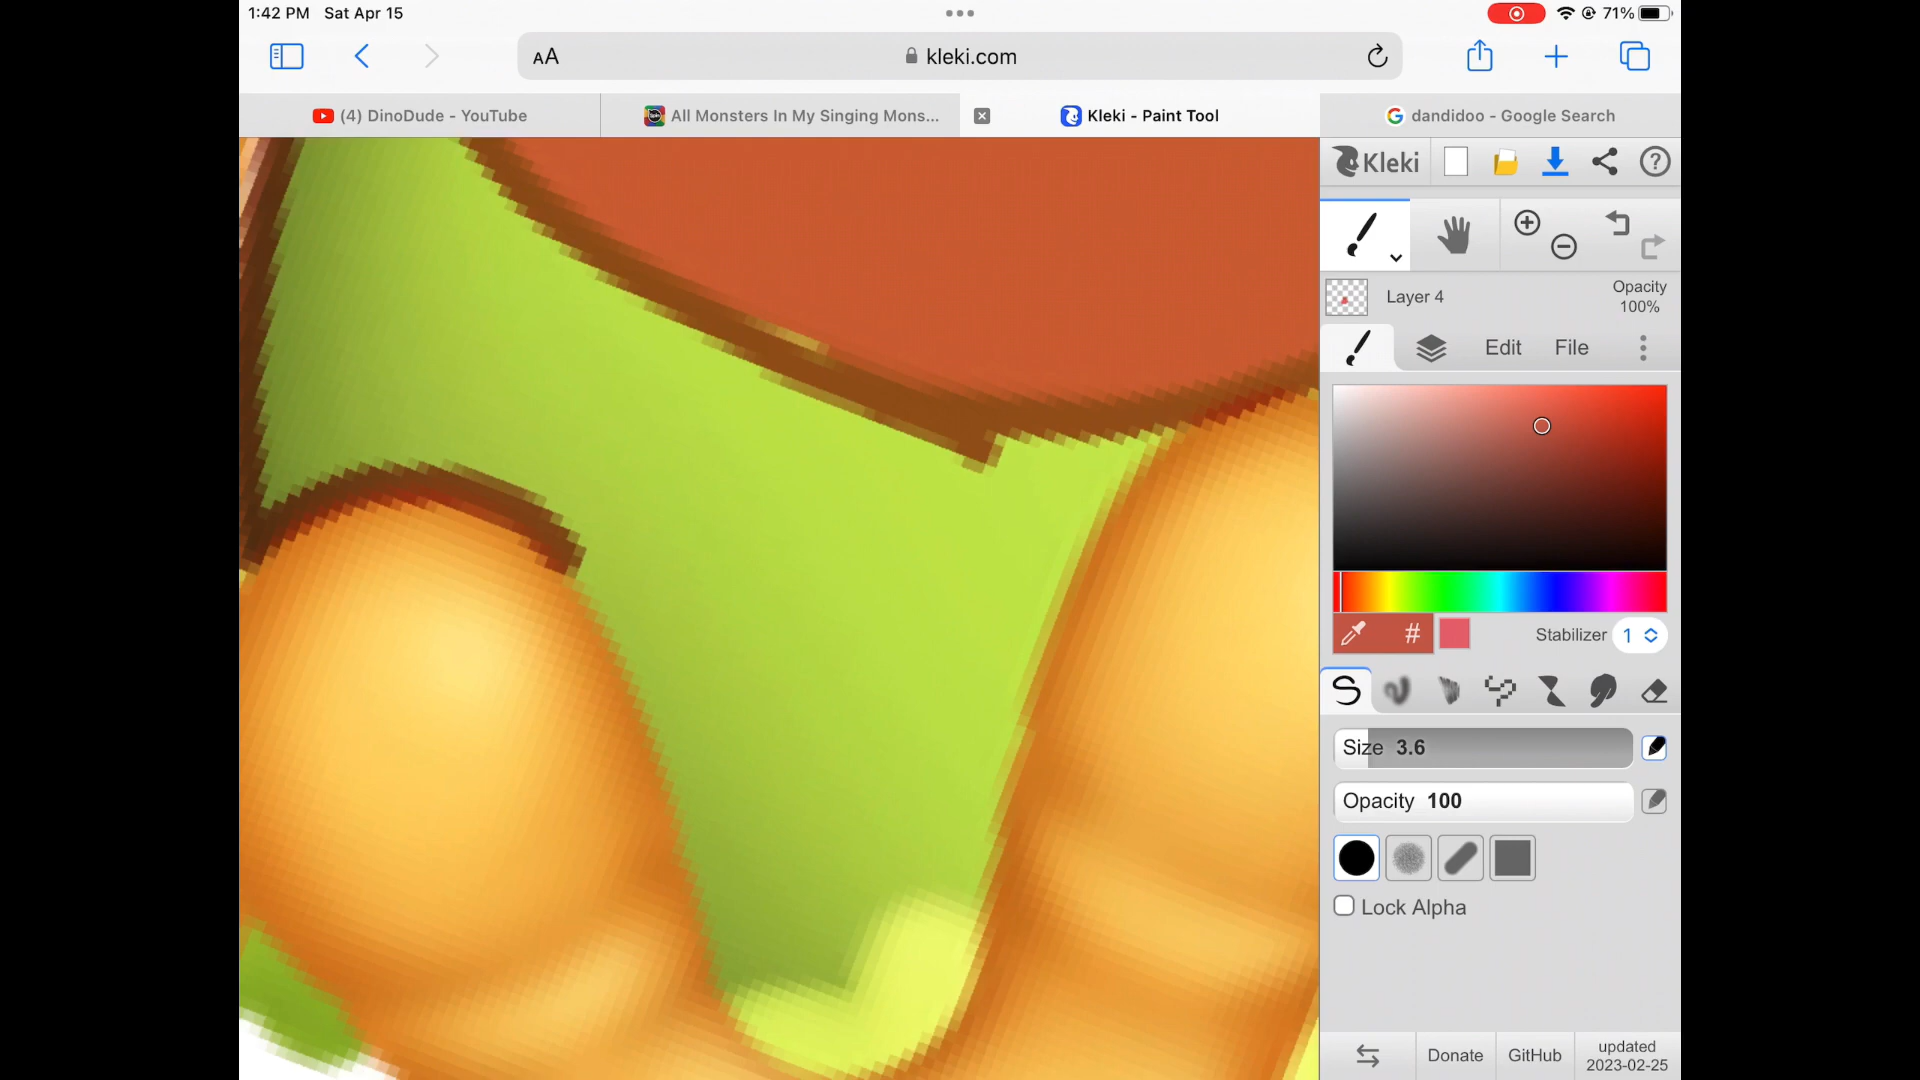 1:42 PM Sat Apr 15
71%
AA
kleki.com
(4) DinoDude - YouTube
All Monsters In My Singing Mons...
Kleki - Paint Tool
dandidoo - Google Search
Kleki
Layer 4
Opacity
100%
Edit
File
#
Stabilizer 1
Size 3.6
Opacity 100
Lock Alpha
Donate
GitHub
updated
2023-02-25